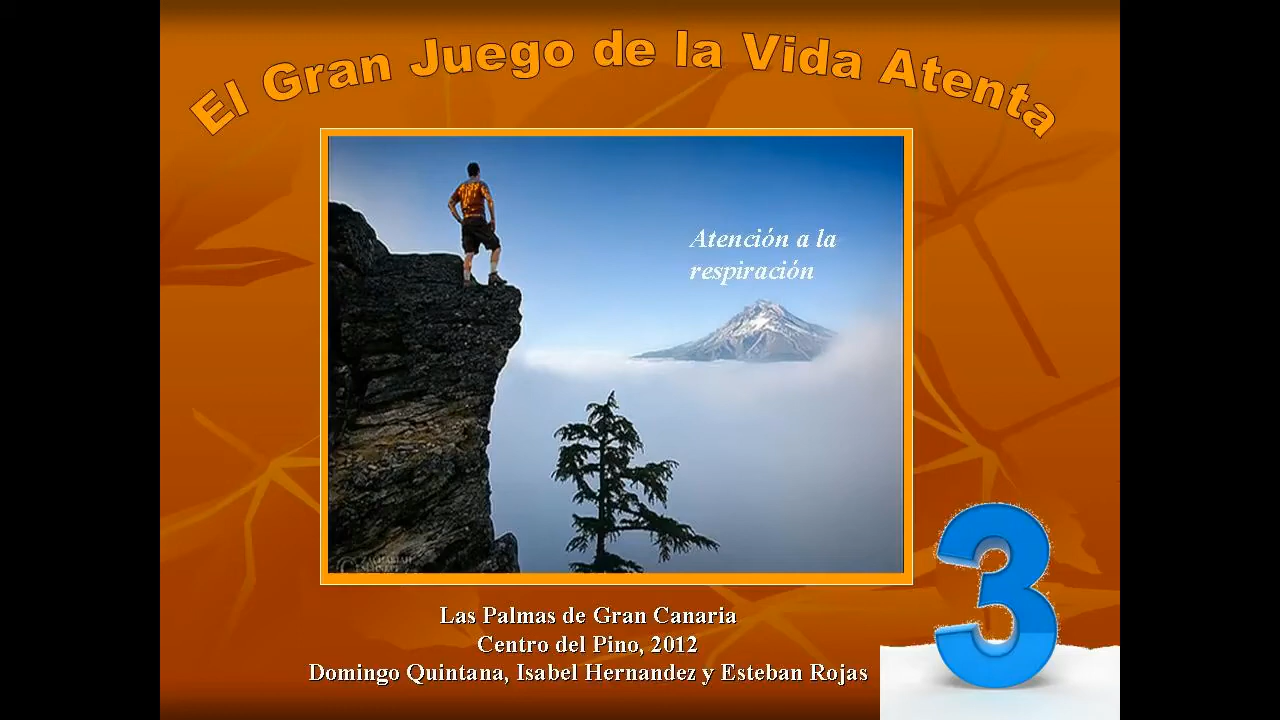 El Gran Juego de la Vida Atenta
Atención a la
respiración
Las Palmas de Gran Canaria
Centro del Pino, 2012
Domingo Quintana, Isabel Hernandez y Esteban Rojas
3